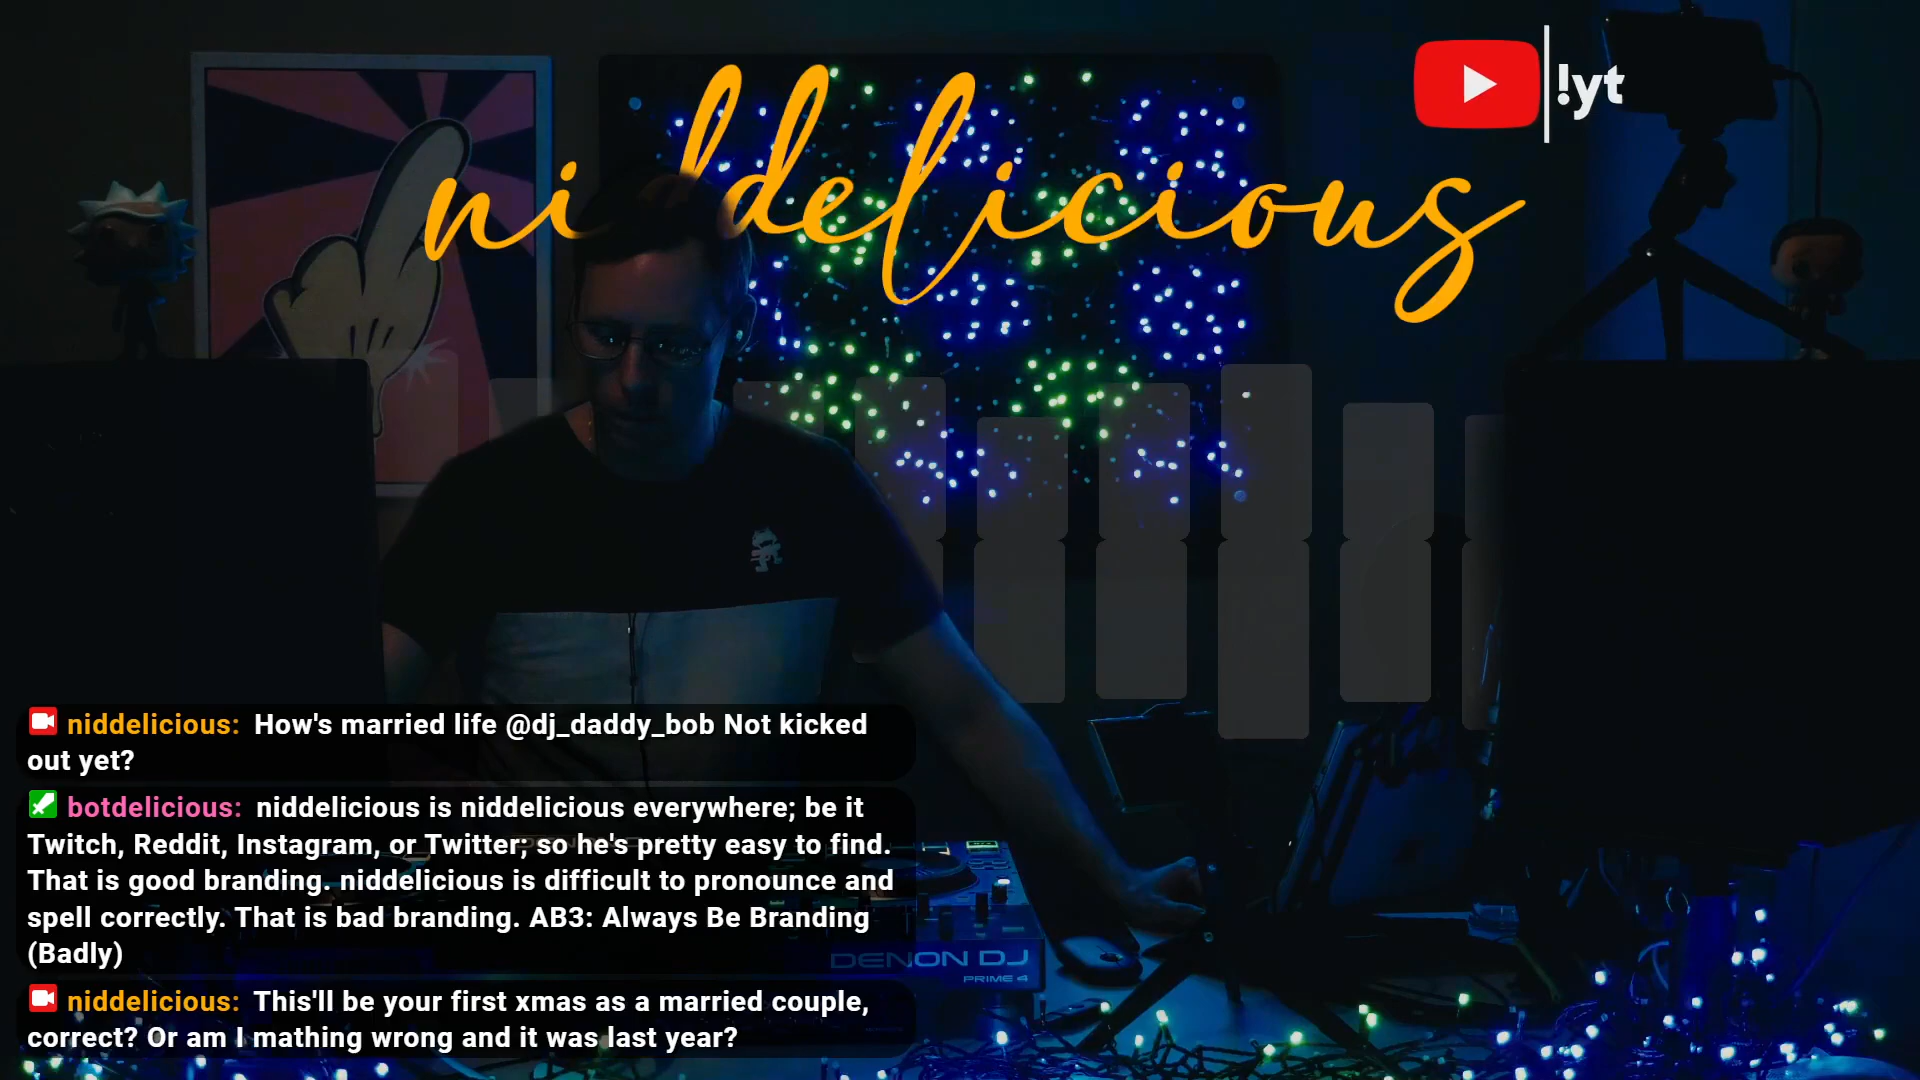 niddelicious
!yt
niddelicious: How's married life @dj_daddy_bob Not kicked
out yet?
botdelicious: niddelicious is niddelicious everywhere; be it
Twitch, Reddit, Instagram, or Twitter; so he's pretty easy to find.
That is good branding. niddelicious is difficult to pronounce and
spell correctly. That is bad branding. AB3: Always Be Branding
(Badly)
DENON DJ
PRIME 4
niddelicious: This'll be your first xmas as a married couple,
correct? Or am I mathing wrong and it was last year?